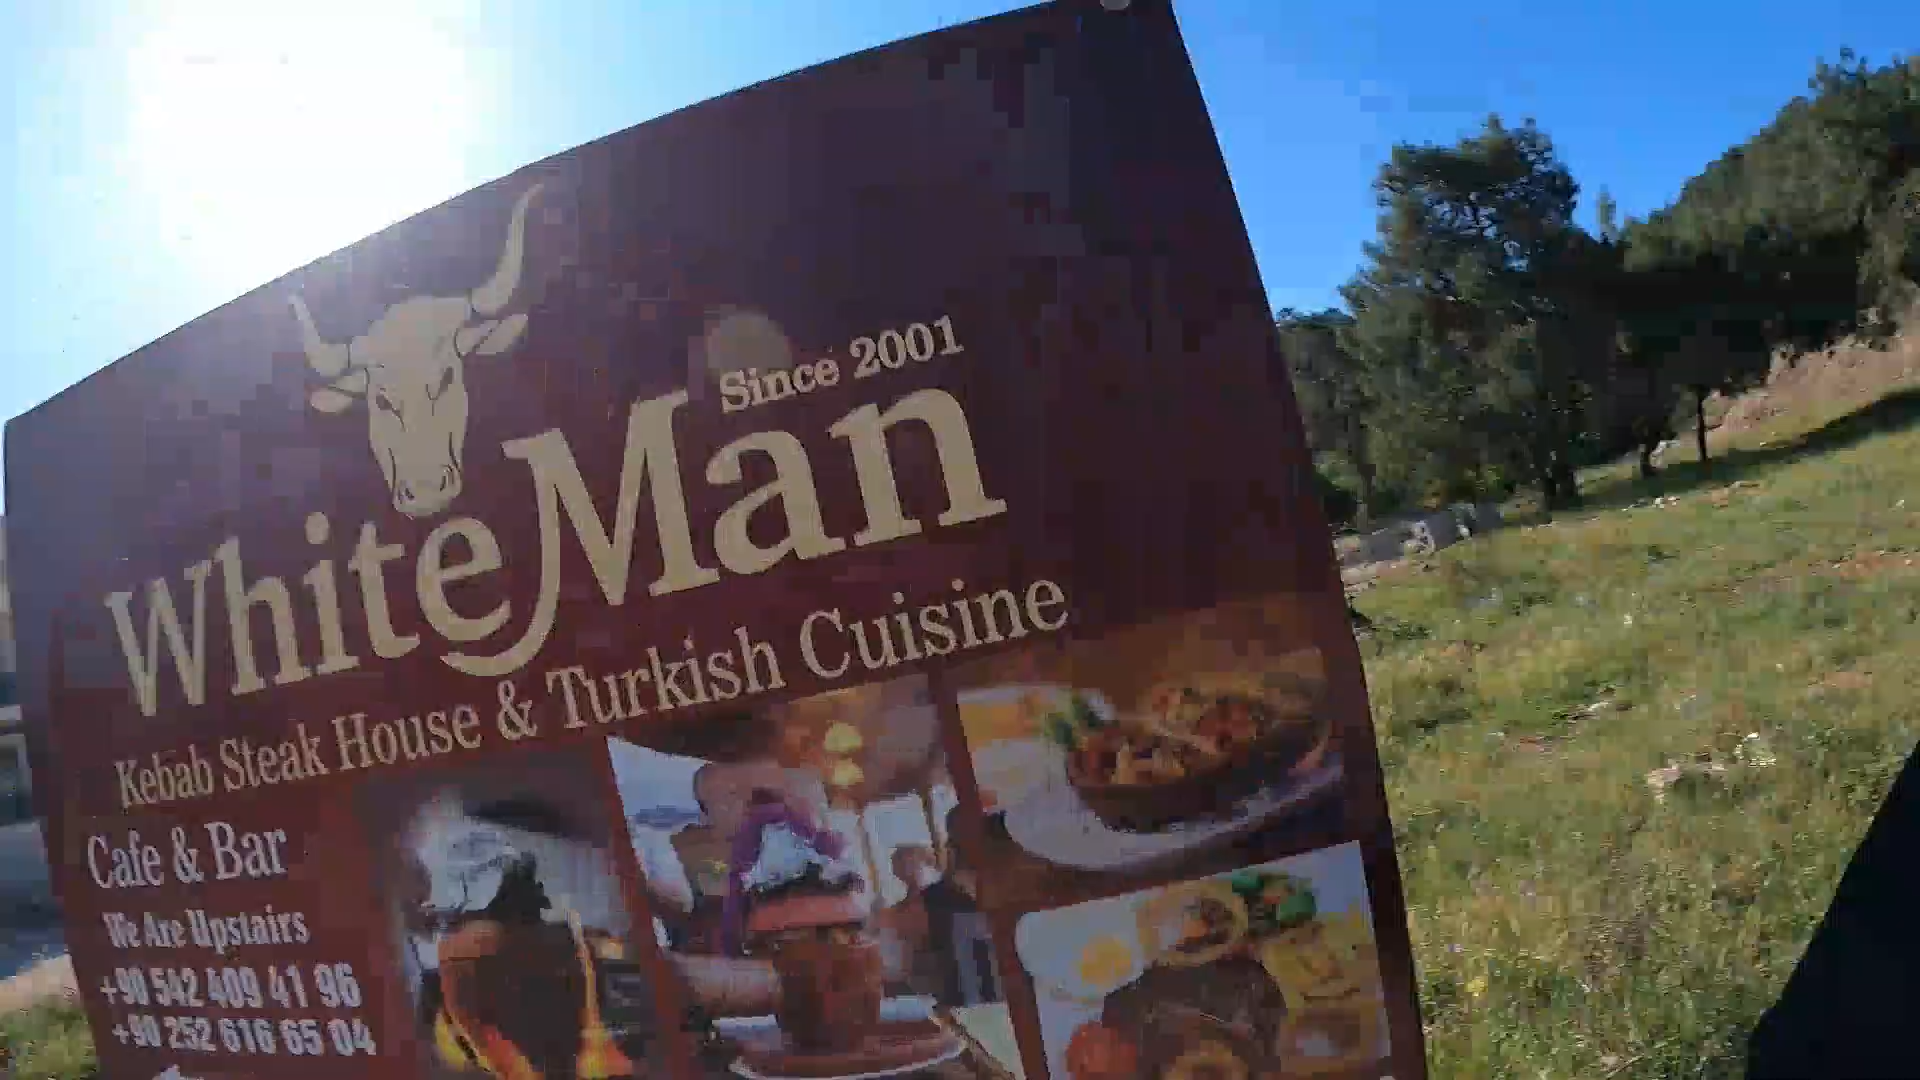 Since 2001
White Man
Kebab Steak House & Turkish Cuisine
Cafe & Bar
We Are Upstairs
+90 542 409 41 96
+90 252 616 65 04